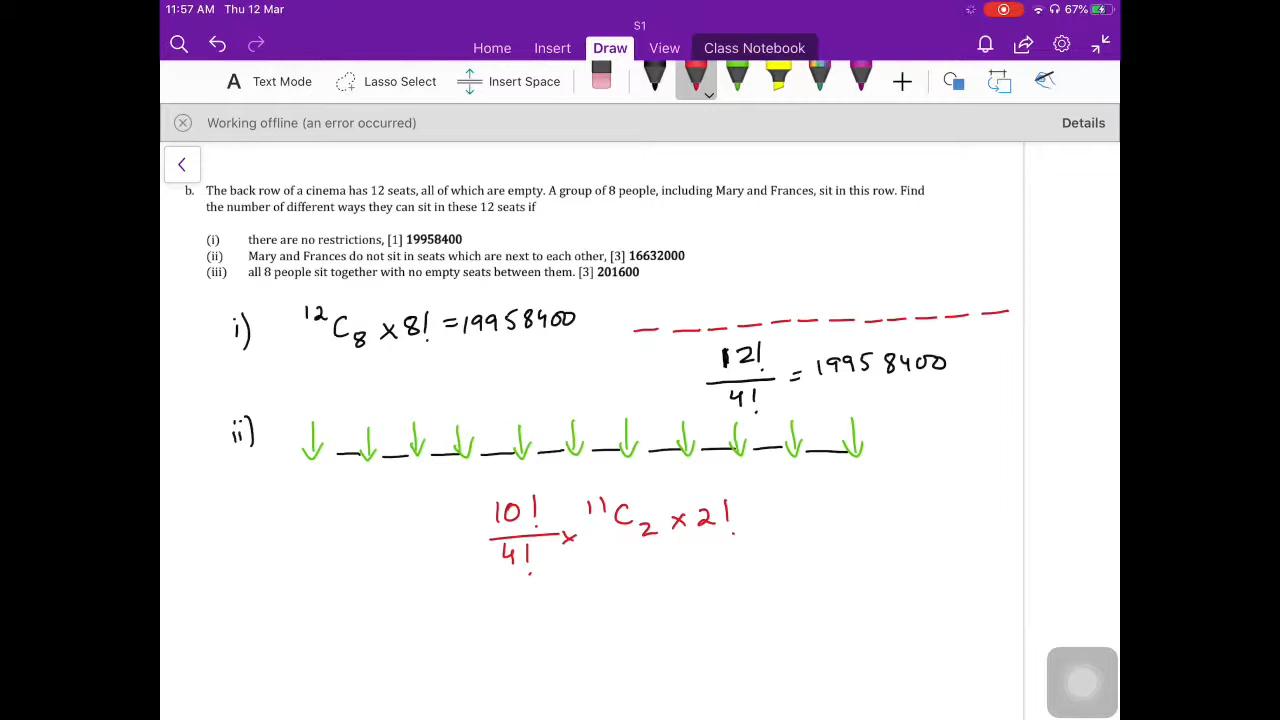 11:57 AM Thu 12 Mar
67%
S1
Home Insert Draw View Class Notebook
A Text Mode Lasso Select Insert Space
Working offline (an error occurred) Details
b. The back row of a cinema has 12 seats, all of which are empty. A group of 8 people, including Mary and Frances, sit in this row. Find
the number of different ways they can sit in these 12 seats if
(i) there are no restrictions, [1] 19958400
(ii) Mary and Frances do not sit in seats which are next to each other, [3] 16632000
(iii) all 8 people sit together with no empty seats between them. [3] 201600
i) ¹²C₈ × 8! = 19958400
12!/4! = 19958400
ii)
10!/4! × ¹¹C₂ × 2!